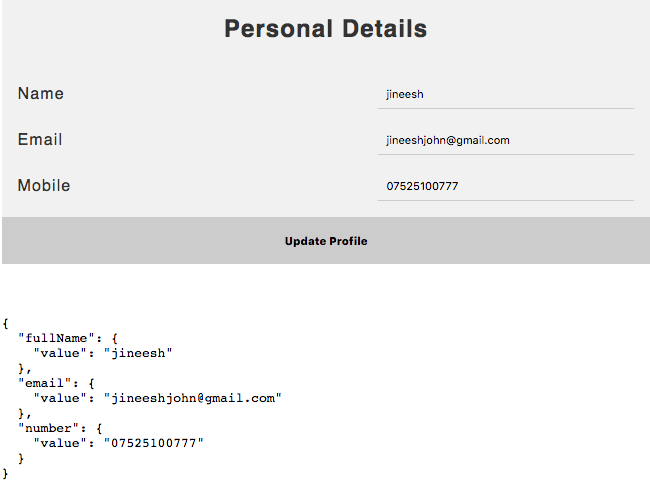 Personal Details
Name jineesh
Email jineeshjohn@gmail.com
Mobile 07525100777
Update Profile
{
  "fullName": {
    "value": "jineesh"
  },
  "email": {
    "value": "jineeshjohn@gmail.com"
  },
  "number": {
    "value": "07525100777"
  }
}